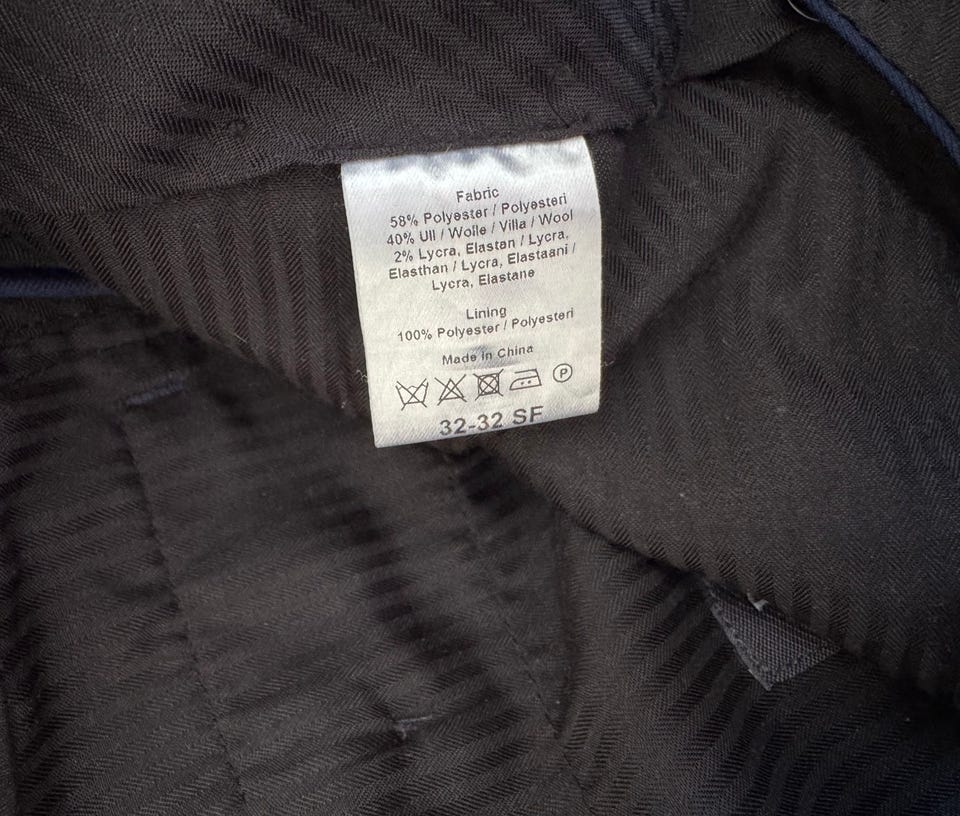 Fabric
58% Polyester / Polyesteri
40% Ull / Wolle / Villa / Wool
2% Lycra, Elastan / Lycra,
Elasthan / Lycra, Elastaani /
Lycra, Elastane
Lining
100% Polyester / Polyesteri
Made in China
P
32-32 SF